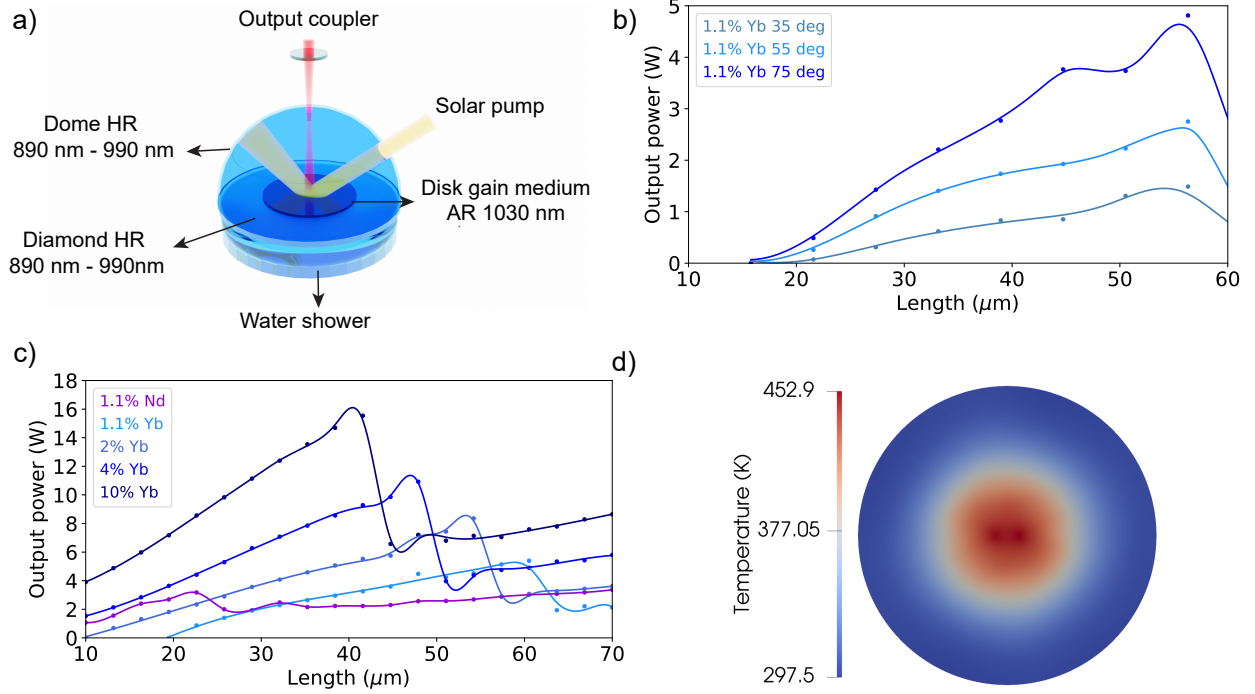 a)
Output coupler
Solar pump
Dome HR
890 nm - 990 nm
Disk gain medium
AR 1030 nm
Diamond HR
890 nm - 990nm
Water shower
b)
5
4
3
2
1
0
Output power (W)
1.1% Yb 35 deg
1.1% Yb 55 deg
1.1% Yb 75 deg
10 20 30 40 50 60
Length (μm)
c)
18
16
14
12
10
8
6
4
2
0
Output power (W)
1.1% Nd
1.1% Yb
2% Yb
4% Yb
10% Yb
10 20 30 40 50 60 70
Length (μm)
d)
452.9
377.05
297.5
Temperature (K)